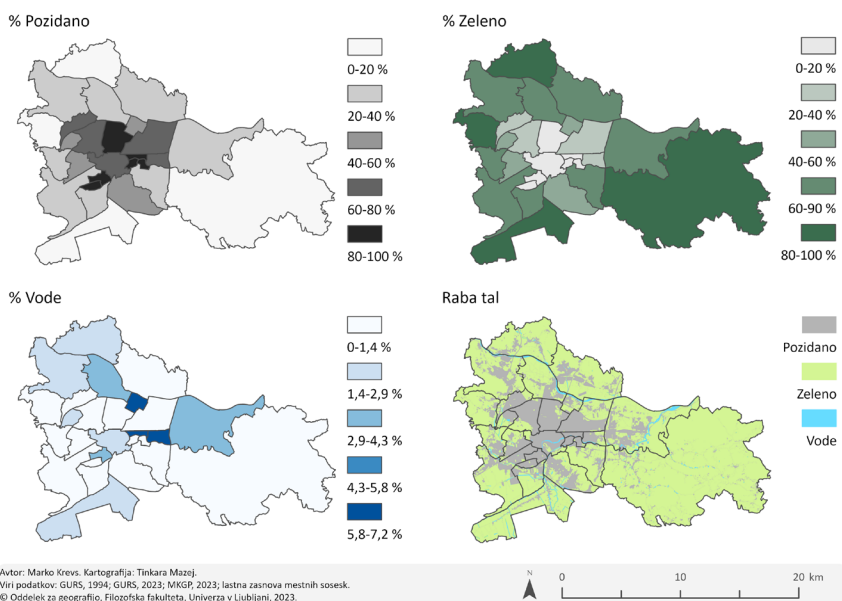 % Pozidano
0-20 %
20-40 %
40-60 %
60-80 %
80-100 %
% Zeleno
0-20 %
20-40 %
40-60 %
60-90 %
80-100 %
% Vode
0-1,4 %
1,4-2,9 %
2,9-4,3 %
4,3-5,8 %
5,8-7,2 %
Raba tal
Pozidano
Zeleno
Vode
Avtor: Marko Krevs. Kartografija: Tinkara Mazej.
Viri podatkov: GURS, 1994; GURS, 2023; MKGP, 2023; lastna zasnova mestnih sosesk.
© Oddelek za geografijo, Filozofska fakulteta, Univerza v Ljubljani, 2023.
N
0 10 20 km